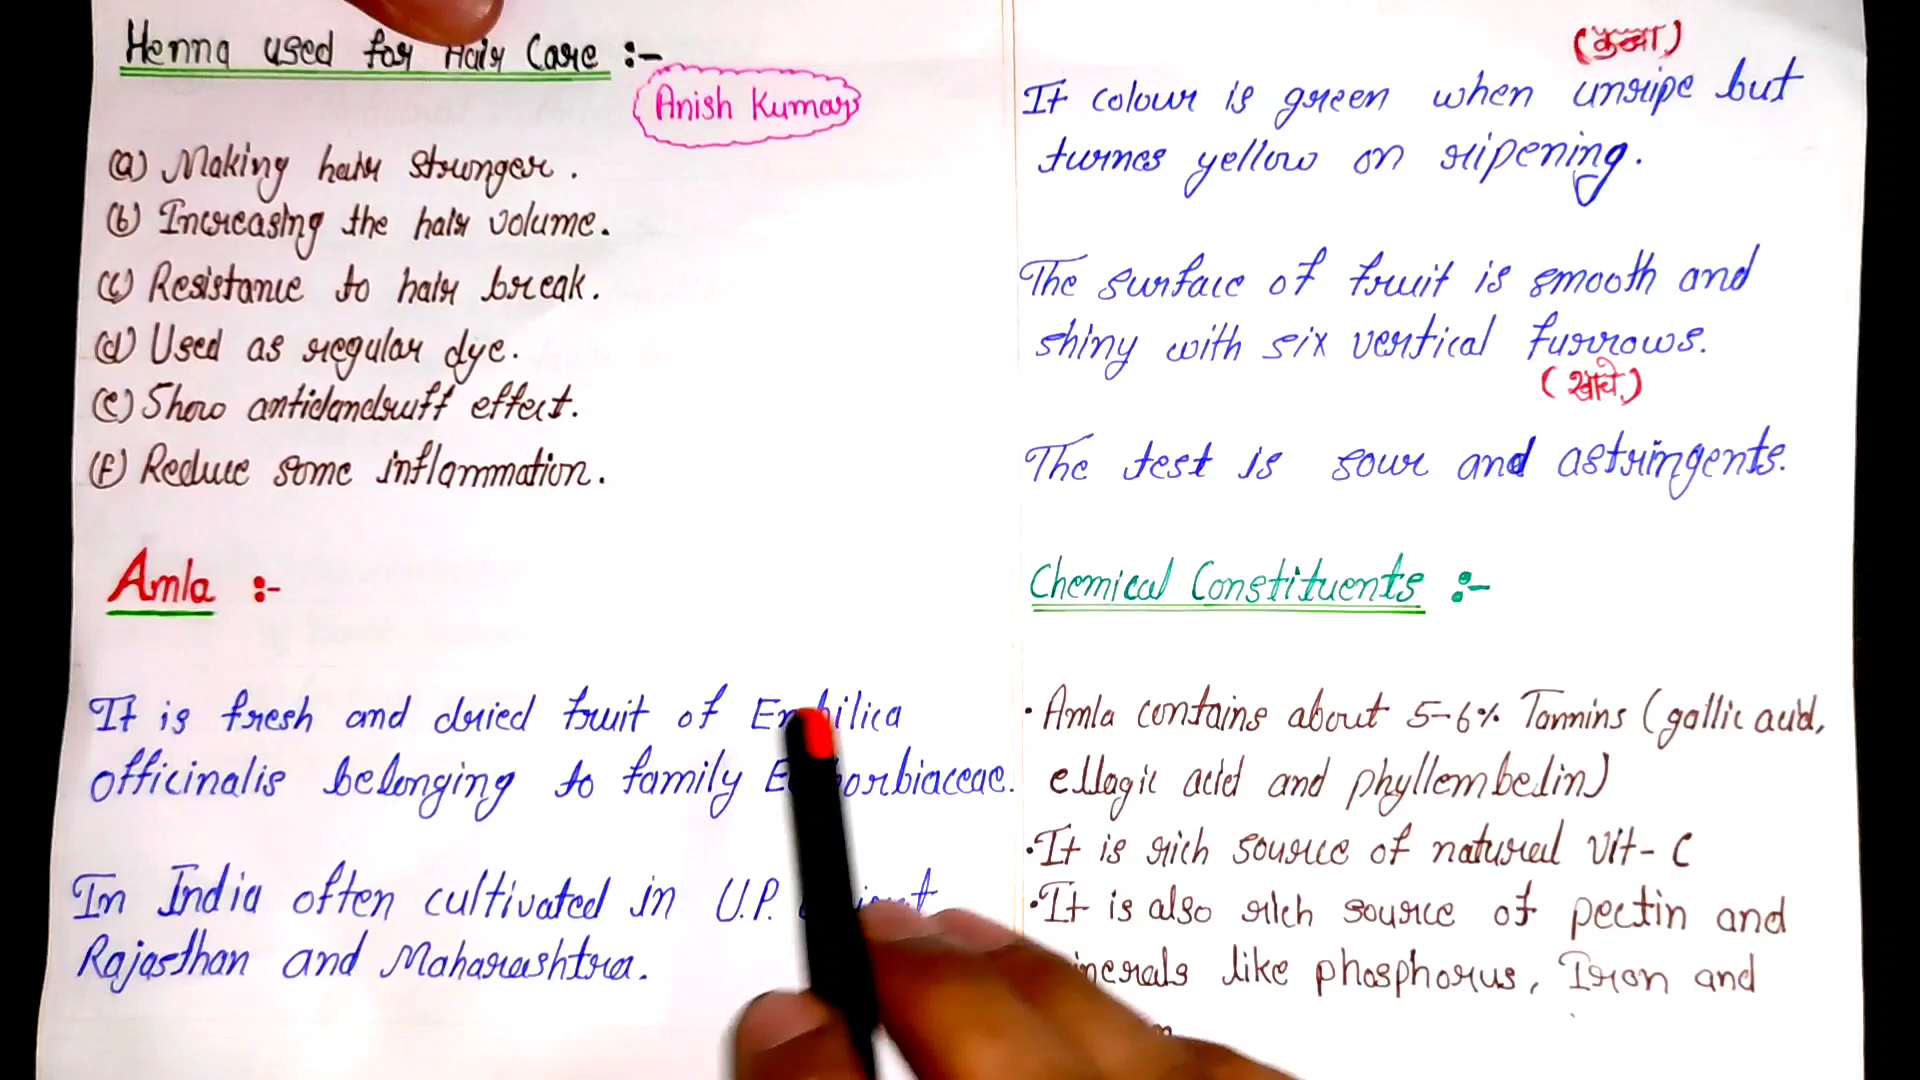 Henna used for Hair Care :-
Anish Kumar
(a) Making hair stronger.
(b) Increasing the hair volume.
(c) Resistance to hair break.
(d) Used as regular dye.
(e) Show antidandruff effect.
(f) Reduce some inflammation.
Amla :-
It is fresh and dried fruit of
officinalis belonging to family
In India often cultivated in U.P.
Rajasthan and Maharashtra.
(कच्चा)
It colour is green when unripe but
turnes yellow on ripening.
The surface of fruit is smooth and
shiny with six vertical furrows.
(खांचे)
The test is sour and astringents.
Chemical Constituents :-
• Amla contains about 5-6% Tannins (gallic acid,
ellagic acid and phyllembelin)
• It is rich source of natural Vit- C
• It is also rich source of pectin and
like phosphorus, Iron and